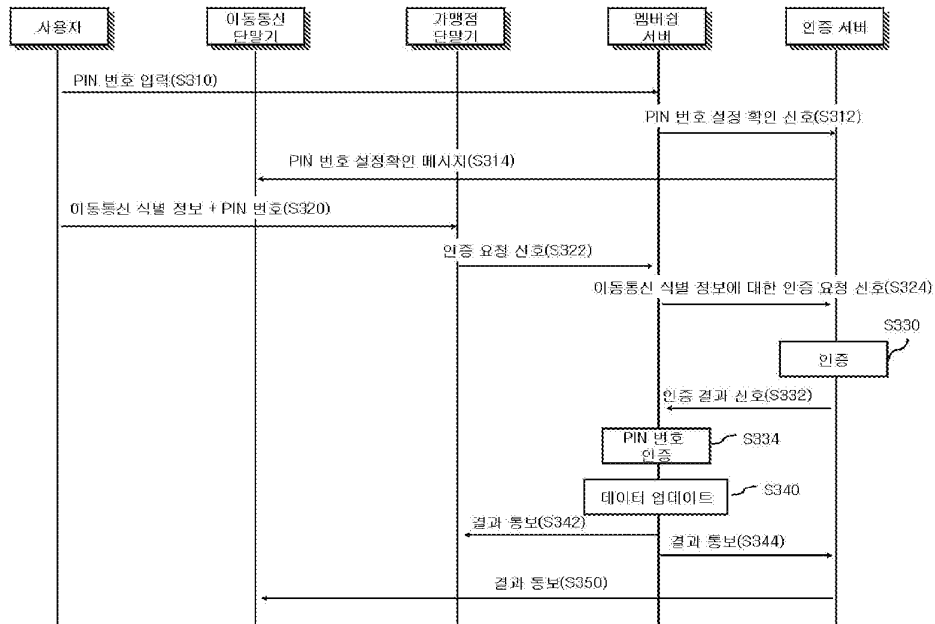 사용자
이동통신
단말기
가맹점
단말기
멤버쉽
서버
인증 서버
PIN 번호 입력(S310)
PIN 번호 설정 확인 신호(S312)
PIN 번호 설정확인 메시지(S314)
이동통신 식별 정보 + PIN 번호(S320)
인증 요청 신호(S322)
이동통신 식별 정보에 대한 인증 요청 신호(S324)
S330
인증
인증 결과 신호(S332)
PIN 번호
인증
S334
데이터 업데이트
S340
결과 통보(S342)
결과 통보(S344)
결과 통보(S350)